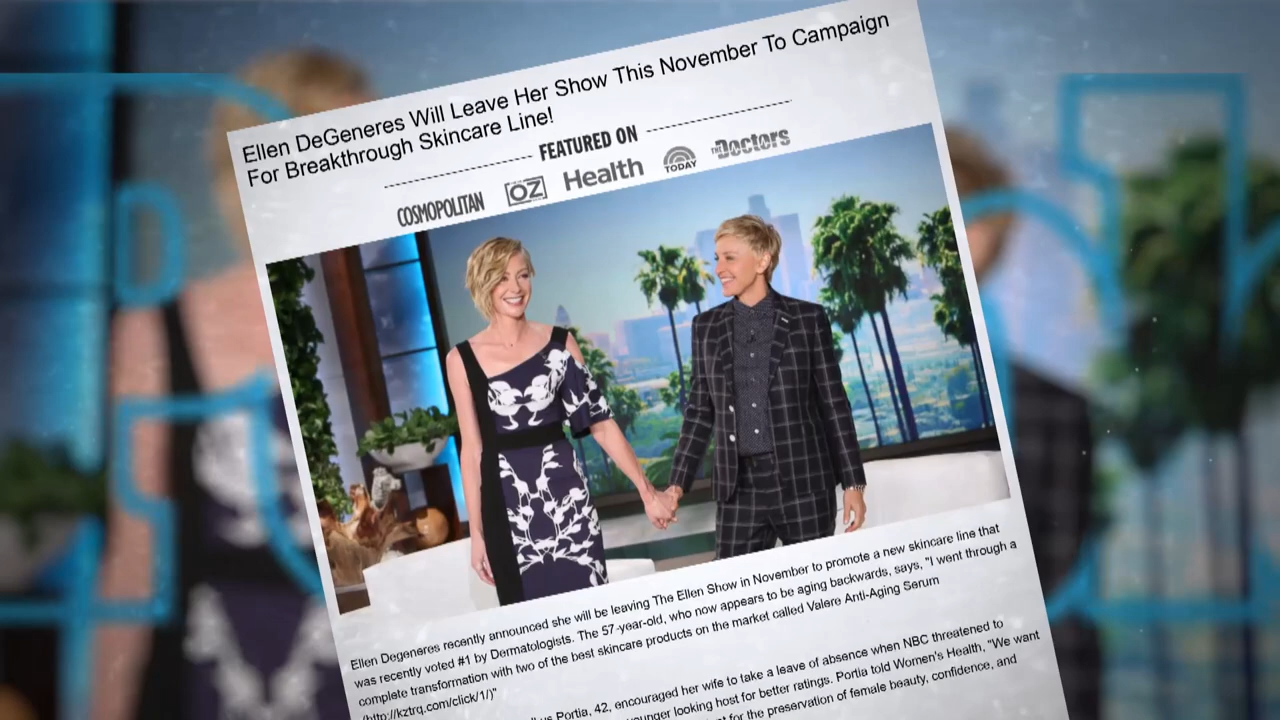 Ellen DeGeneres Will Leave Her Show This November To Campaign
For Breakthrough Skincare Line!
FEATURED ON
COSMOPOLITAN
OZ
Health
TODAY
THE Doctors
Ellen Degeneres recently announced she will be leaving The Ellen Show in November to promote a new skincare line that
was recently voted #1 by Dermatologists. The 57-year-old, who now appears to be aging backwards, says, "I went through a
complete transformation with two of the best skincare products on the market called Valere Anti-Aging Serum
(http://kztrq.com/click/1/)"
us Portia, 42, encouraged her wife to take a leave of absence when NBC threatened to
younger looking host for better ratings. Portia told Women's Health, "We want
for the preservation of female beauty, confidence, and